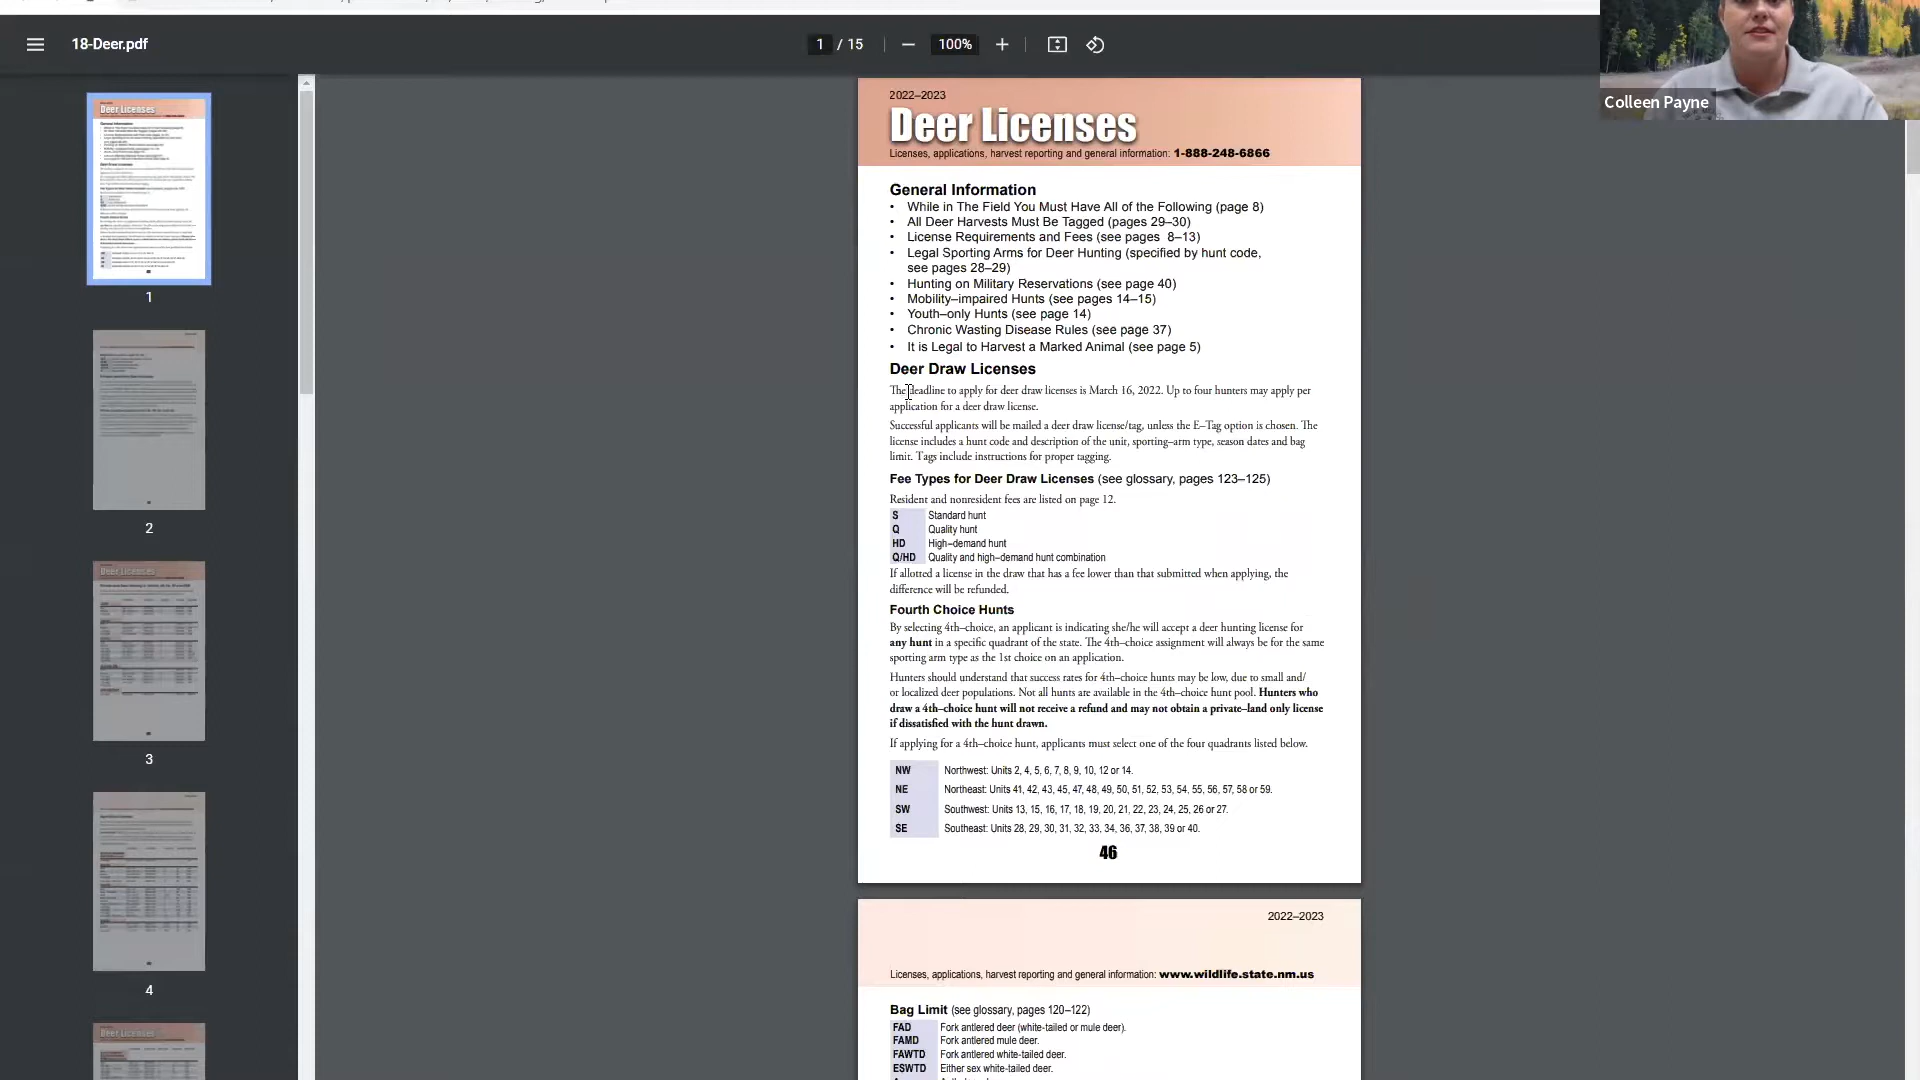 18-Deer.pdf
1 / 15
100%
Colleen Payne
1
2
3
4
2022–2023
Deer Licenses
Licenses, applications, harvest reporting and general information: 1-888-248-6866
General Information
• While in The Field You Must Have All of the Following (page 8)
• All Deer Harvests Must Be Tagged (pages 29–30)
• License Requirements and Fees (see pages 8–13)
• Legal Sporting Arms for Deer Hunting (specified by hunt code,
see pages 28–29)
• Hunting on Military Reservations (see page 40)
• Mobility–impaired Hunts (see pages 14–15)
• Youth–only Hunts (see page 14)
• Chronic Wasting Disease Rules (see page 37)
• It is Legal to Harvest a Marked Animal (see page 5)
Deer Draw Licenses
The deadline to apply for deer draw licenses is March 16, 2022. Up to four hunters may apply per
application for a deer draw license.
Successful applicants will be mailed a deer draw license/tag, unless the E–Tag option is chosen. The
license includes a hunt code and description of the unit, sporting–arm type, season dates and bag
limit. Tags include instructions for proper tagging.
Fee Types for Deer Draw Licenses (see glossary, pages 123–125)
Resident and nonresident fees are listed on page 12.
S Standard hunt
Q Quality hunt
HD High–demand hunt
Q/HD Quality and high–demand hunt combination
If allotted a license in the draw that has a fee lower than that submitted when applying, the
difference will be refunded.
Fourth Choice Hunts
By selecting 4th–choice, an applicant is indicating she/he will accept a deer hunting license for
any hunt in a specific quadrant of the state. The 4th–choice assignment will always be for the same
sporting arm type as the 1st choice on an application.
Hunters should understand that success rates for 4th–choice hunts may be low, due to small and/
or localized deer populations. Not all hunts are available in the 4th–choice hunt pool. Hunters who
draw a 4th–choice hunt will not receive a refund and may not obtain a private–land only license
if dissatisfied with the hunt drawn.
If applying for a 4th–choice hunt, applicants must select one of the four quadrants listed below.
NW Northwest: Units 2, 4, 5, 6, 7, 8, 9, 10, 12 or 14.
NE Northeast: Units 41, 42, 43, 45, 47, 48, 49, 50, 51, 52, 53, 54, 55, 56, 57, 58 or 59.
SW Southwest: Units 13, 15, 16, 17, 18, 19, 20, 21, 22, 23, 24, 25, 26 or 27.
SE Southeast: Units 28, 29, 30, 31, 32, 33, 34, 36, 37, 38, 39 or 40.
46
2022–2023
Licenses, applications, harvest reporting and general information: www.wildlife.state.nm.us
Bag Limit (see glossary, pages 120–122)
FAD Fork antlered deer (white-tailed or mule deer).
FAMD Fork antlered mule deer.
FAWTD Fork antlered white-tailed deer.
ESWTD Either sex white-tailed deer.